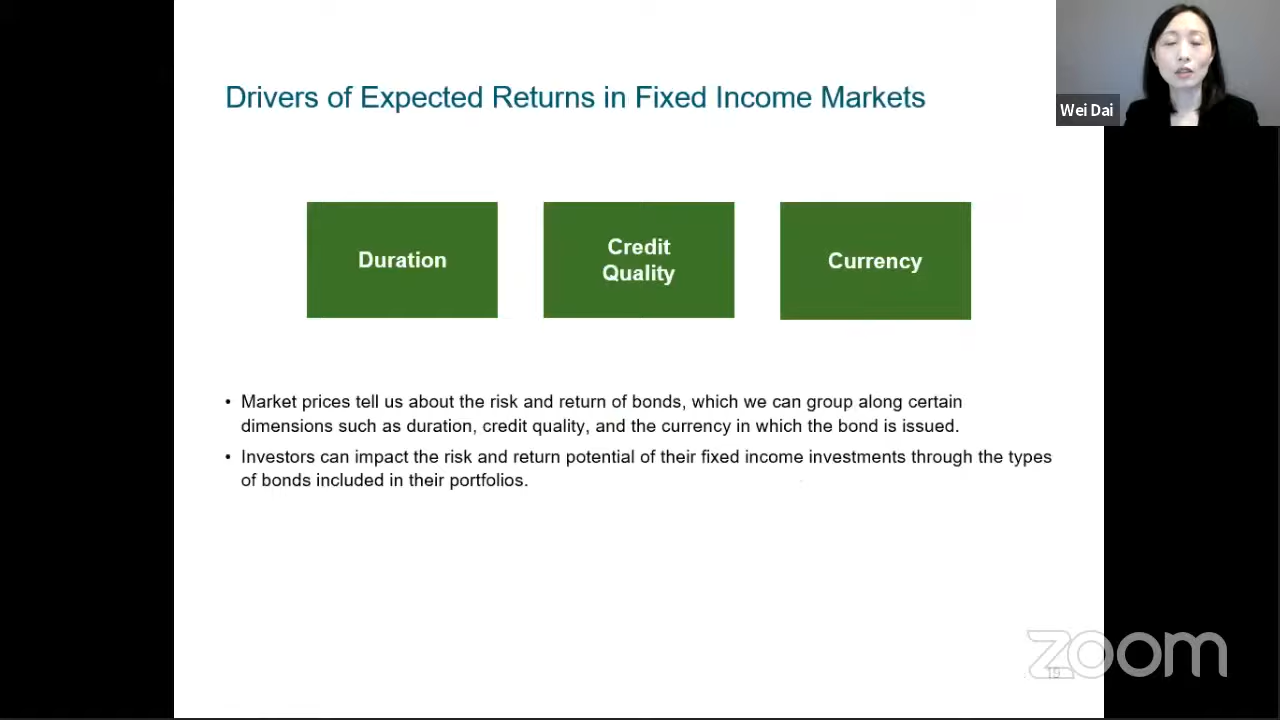 Drivers of Expected Returns in Fixed Income Markets
Wei Dai
Duration
Credit
Quality
Currency
• Market prices tell us about the risk and return of bonds, which we can group along certain
dimensions such as duration, credit quality, and the currency in which the bond is issued.
• Investors can impact the risk and return potential of their fixed income investments through the types
of bonds included in their portfolios.
zoom